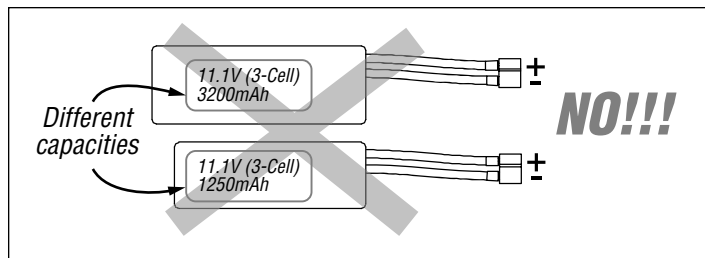 11.1V (3-Cell)
3200mAh
+
-
Different
capacities
NO!!!
11.1V (3-Cell)
1250mAh
+
-